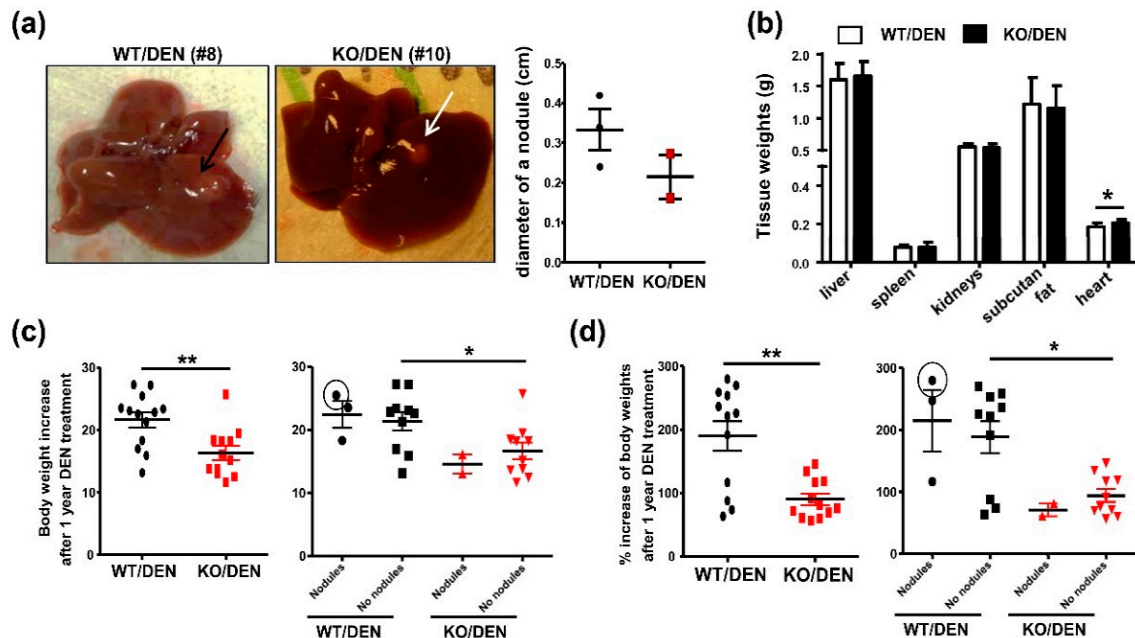 (a)
WT/DEN (#8)
KO/DEN (#10)
diameter of a nodule (cm)
0.5
0.4
0.3
0.2
0.1
0.0
WT/DEN
KO/DEN
(b)
WT/DEN
KO/DEN
Tissue weights (g)
2.0
1.5
1.0
0.5
0.4
0.2
0.0
*
liver
spleen
kidneys
subcutan
fat
heart
(c)
Body weight increase
after 1 year DEN treatment
30
20
10
0
**
WT/DEN
KO/DEN
30
20
10
0
*
Nodules
No nodules
Nodules
No nodules
WT/DEN
KO/DEN
(d)
% increase of body weights
after 1 year DEN treatment
300
200
100
0
**
WT/DEN
KO/DEN
300
200
100
0
*
Nodules
No nodules
Nodules
No nodules
WT/DEN
KO/DEN